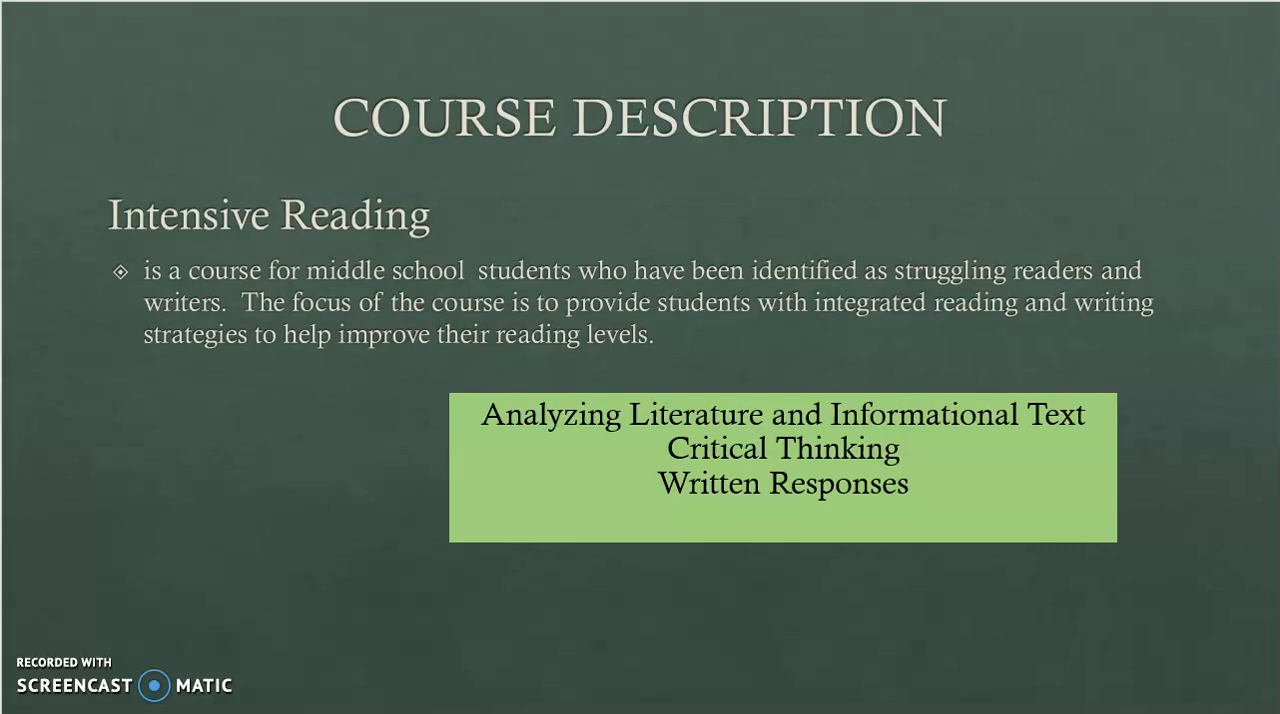 COURSE DESCRIPTION
Intensive Reading
is a course for middle school  students who have been identified as struggling readers and
writers.  The focus of the course is to provide students with integrated reading and writing
strategies to help improve their reading levels.
Analyzing Literature and Informational Text
Critical Thinking
Written Responses
RECORDED WITH
SCREENCAST MATIC